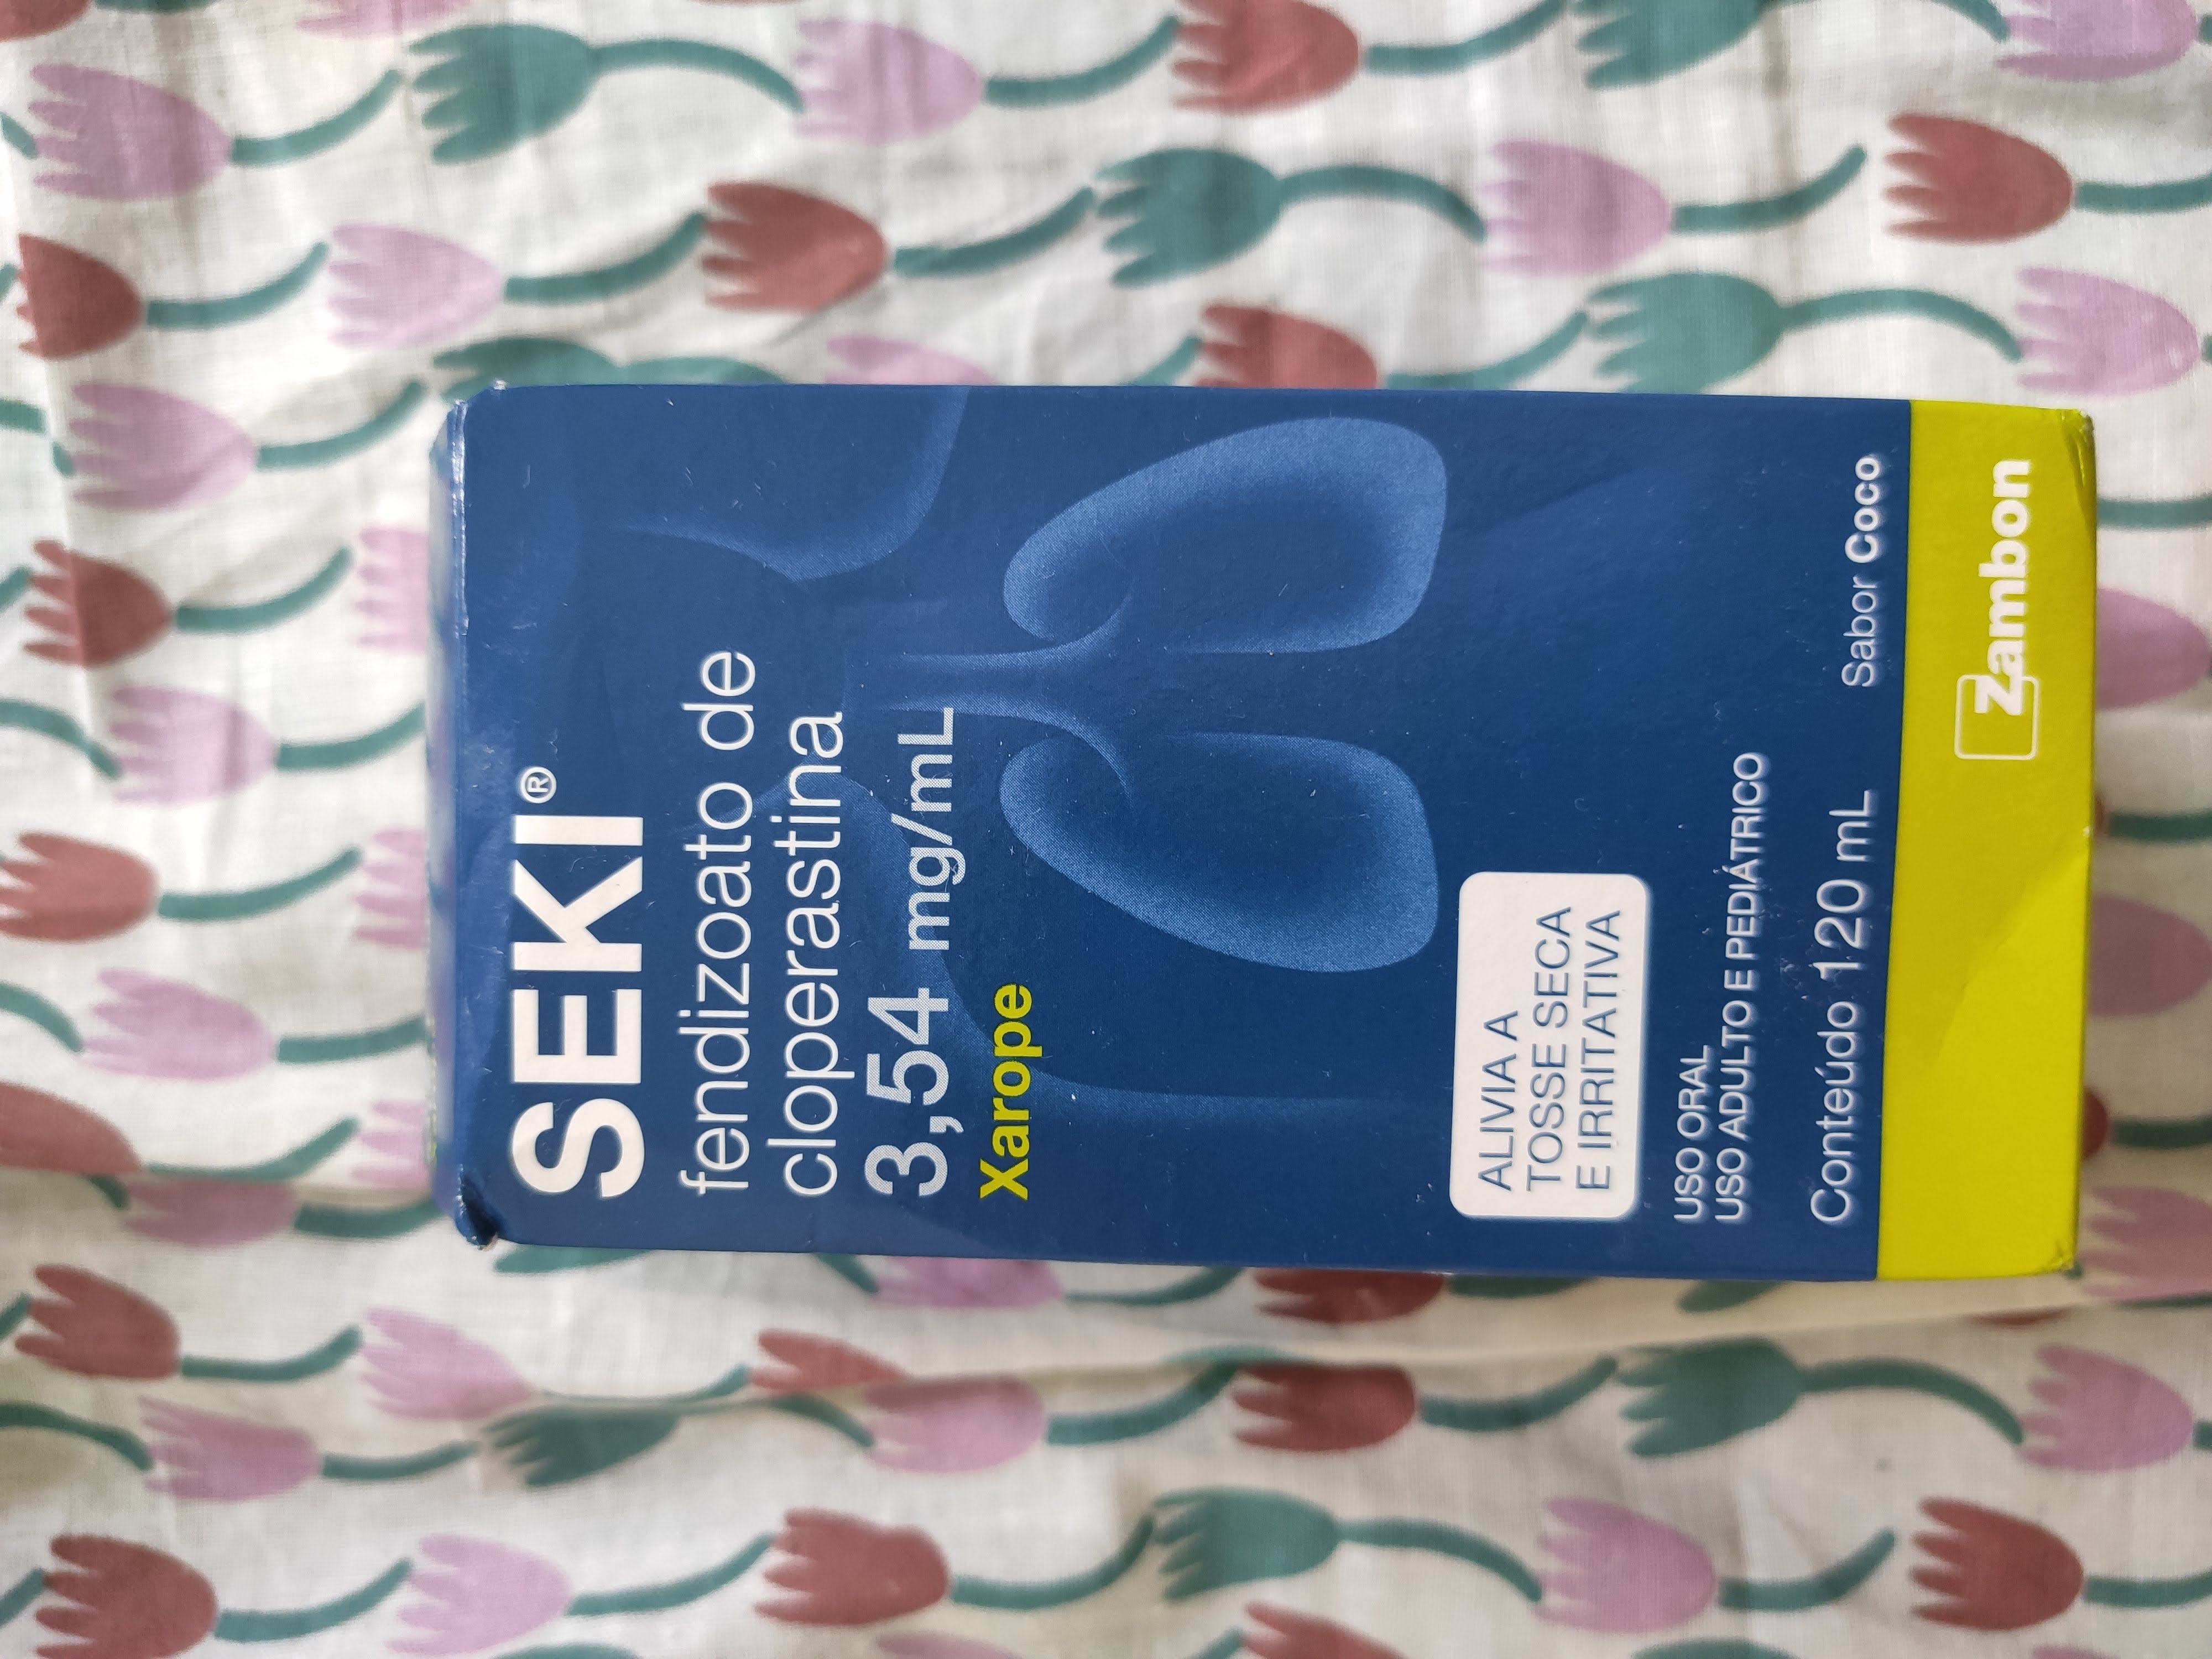 SEKI®
fendizoato de
cloperastina
3,54 mg/mL
Xarope
ALIVIA A
TOSSE SECA
E IRRITATIVA
USO ORAL
USO ADULTO E PEDIÁTRICO
Conteúdo 120 mL
Sabor Coco
Zambon